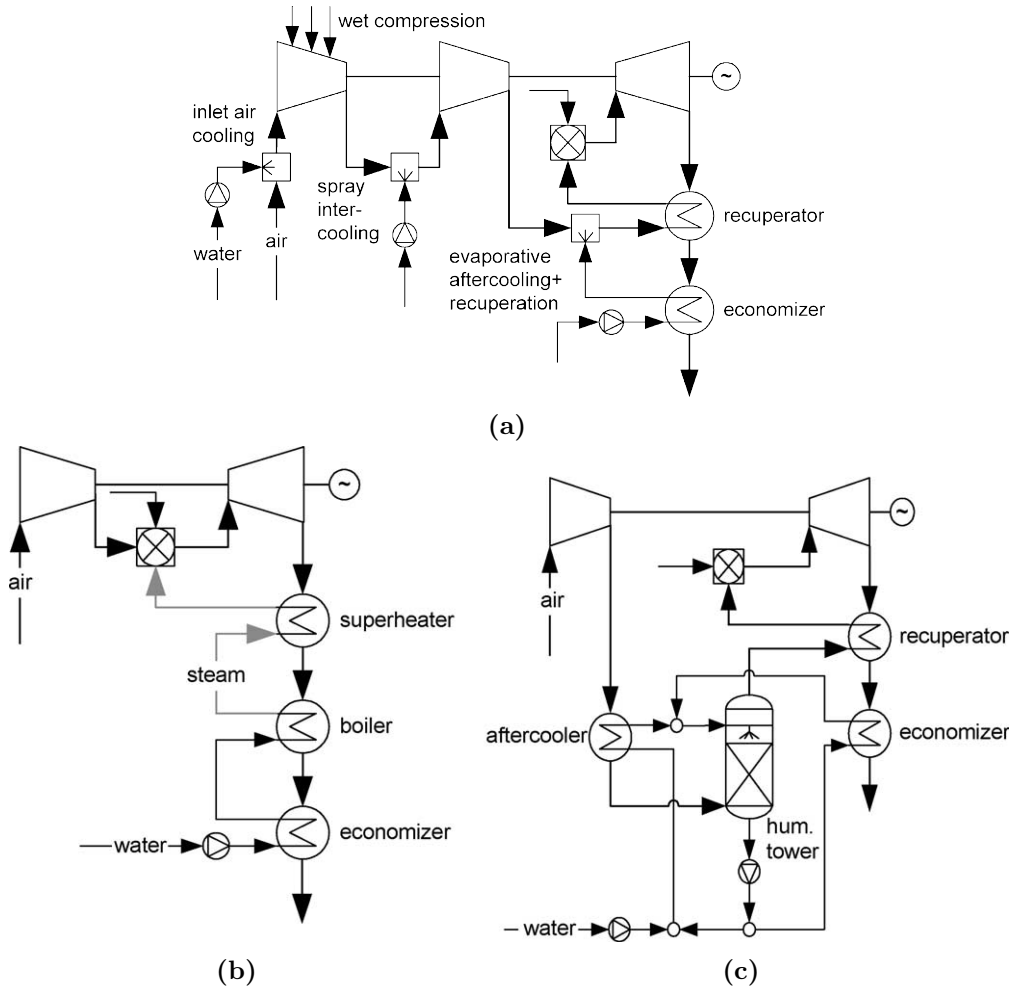 wet compression
inlet air
cooling
water
air
spray
inter-
cooling
evaporative
aftercooling+
recuperation
recuperator
economizer
~
(a)
~
air
superheater
steam
boiler
economizer
water
(b)
~
air
recuperator
aftercooler
economizer
hum.
tower
water
(c)